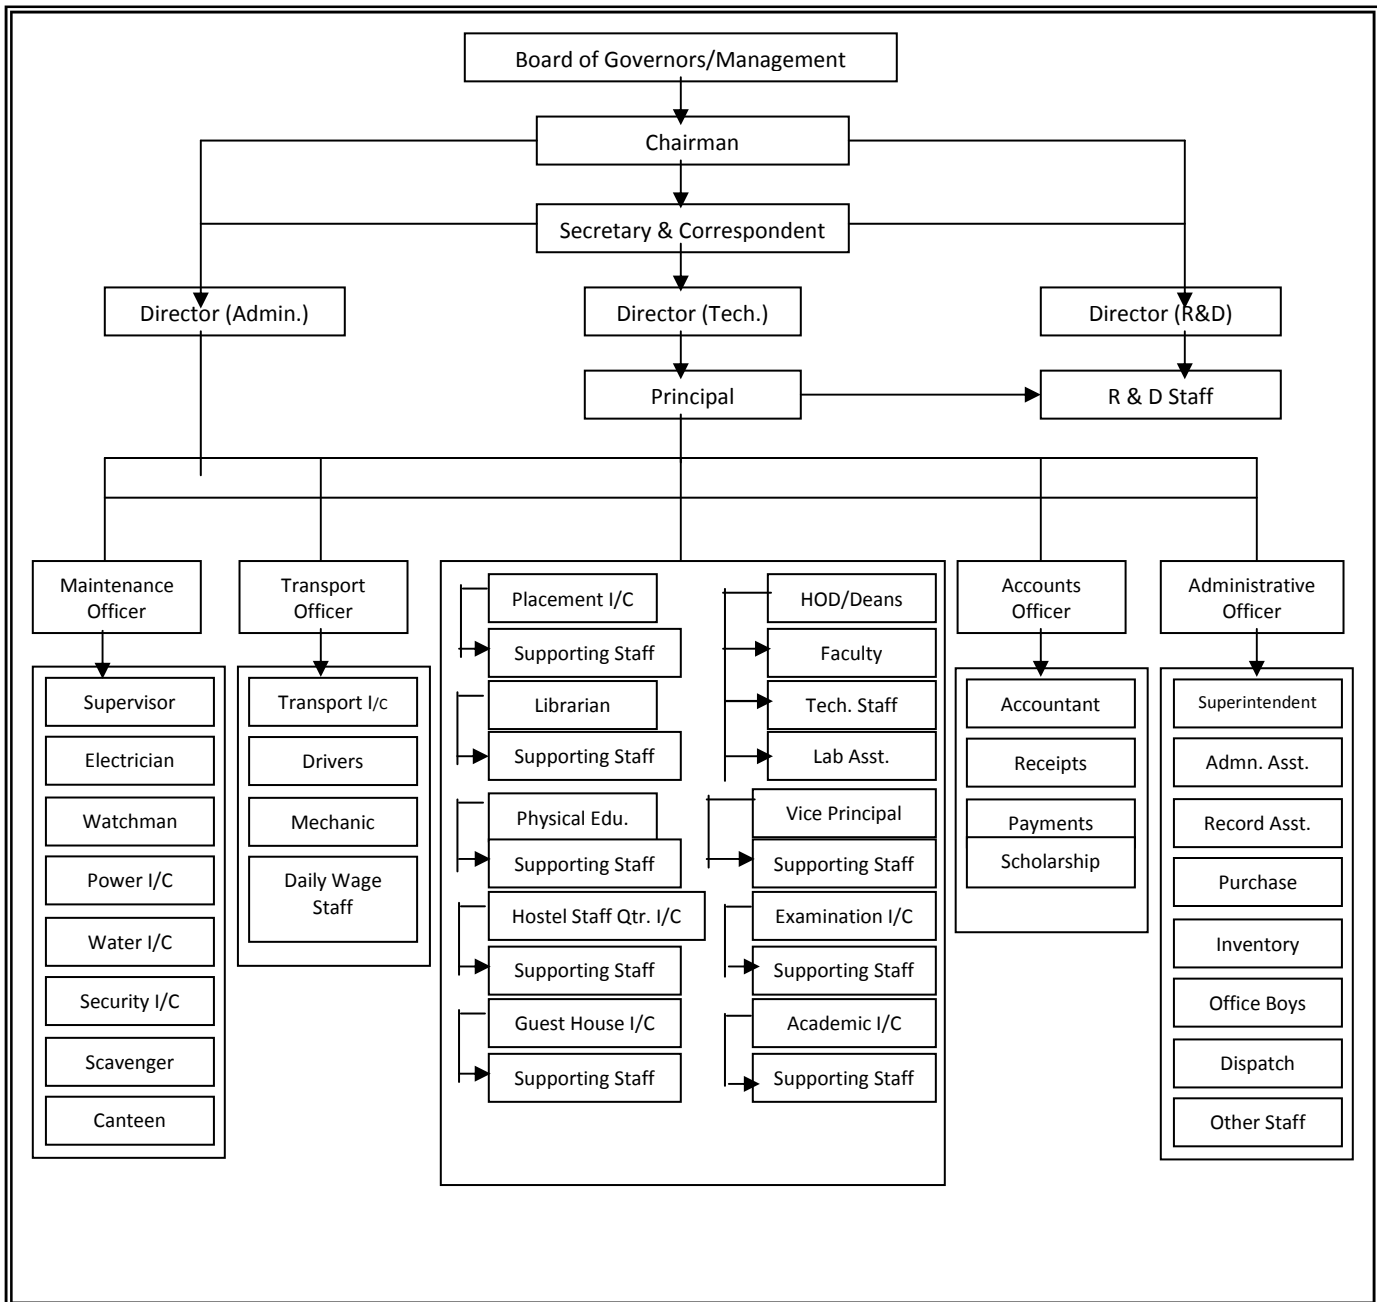 Board of Governors/Management
Chairman
Secretary & Correspondent
Director (Admin.)
Director (Tech.)
Director (R&D)
Principal
R & D Staff
Maintenance
Officer
Supervisor
Electrician
Watchman
Power I/C
Water I/C
Security I/C
Scavenger
Canteen
Transport
Officer
Transport I/C
Drivers
Mechanic
Daily Wage
Staff
Placement I/C
Supporting Staff
Librarian
Supporting Staff
Physical Edu.
Supporting Staff
Hostel Staff Qtr. I/C
Supporting Staff
Guest House I/C
Supporting Staff
HOD/Deans
Faculty
Tech. Staff
Lab Asst.
Vice Principal
Supporting Staff
Examination I/C
Supporting Staff
Academic I/C
Supporting Staff
Accounts
Officer
Accountant
Receipts
Payments
Scholarship
Administrative
Officer
Superintendent
Admn. Asst.
Record Asst.
Purchase
Inventory
Office Boys
Dispatch
Other Staff